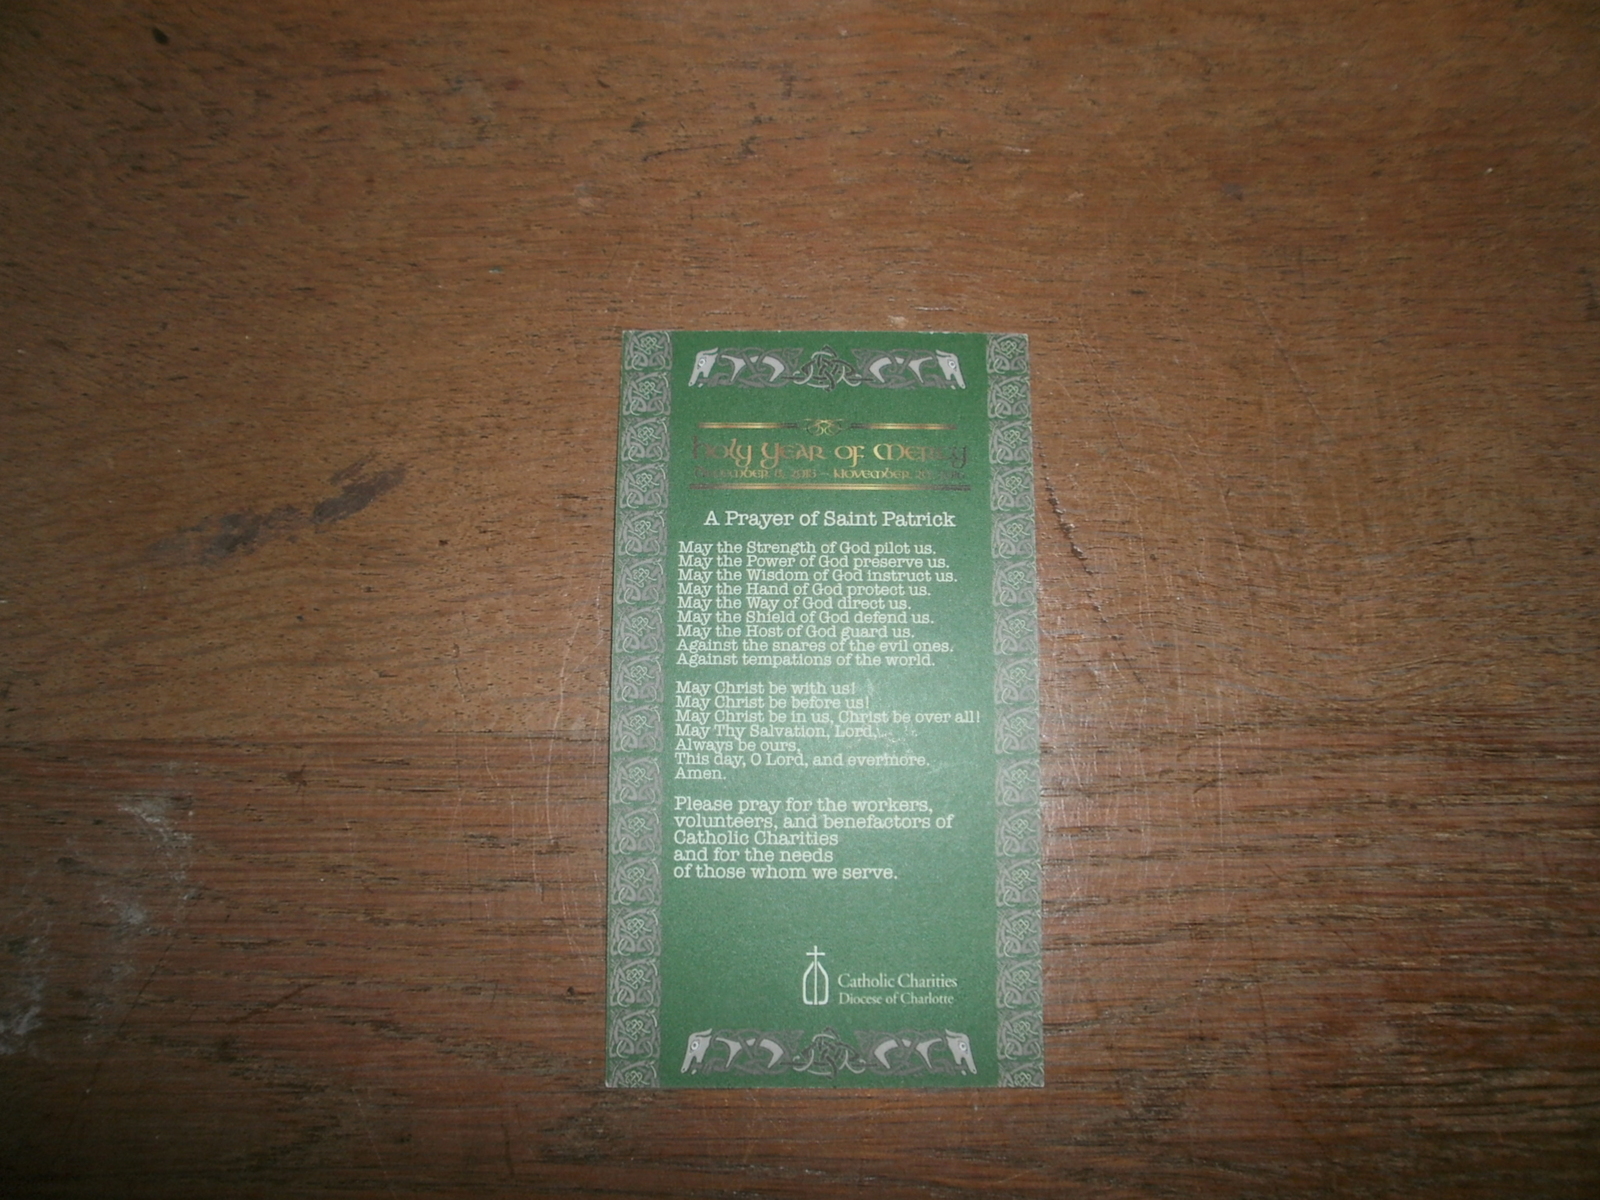 Holy Year of Mercy
December 8, 2015 – November 20, 2016
A Prayer of Saint Patrick
May the Strength of God pilot us.
May the Power of God preserve us.
May the Wisdom of God instruct us.
May the Hand of God protect us.
May the Way of God direct us.
May the Shield of God defend us.
May the Host of God guard us.
Against the snares of the evil ones.
Against tempations of the world.
May Christ be with us!
May Christ be before us!
May Christ be in us, Christ be over all!
May Thy Salvation, Lord,
Always be ours,
This day, O Lord, and evermore.
Amen.
Please pray for the workers,
volunteers, and benefactors of
Catholic Charities
and for the needs
of those whom we serve.
Catholic Charities
Diocese of Charlotte